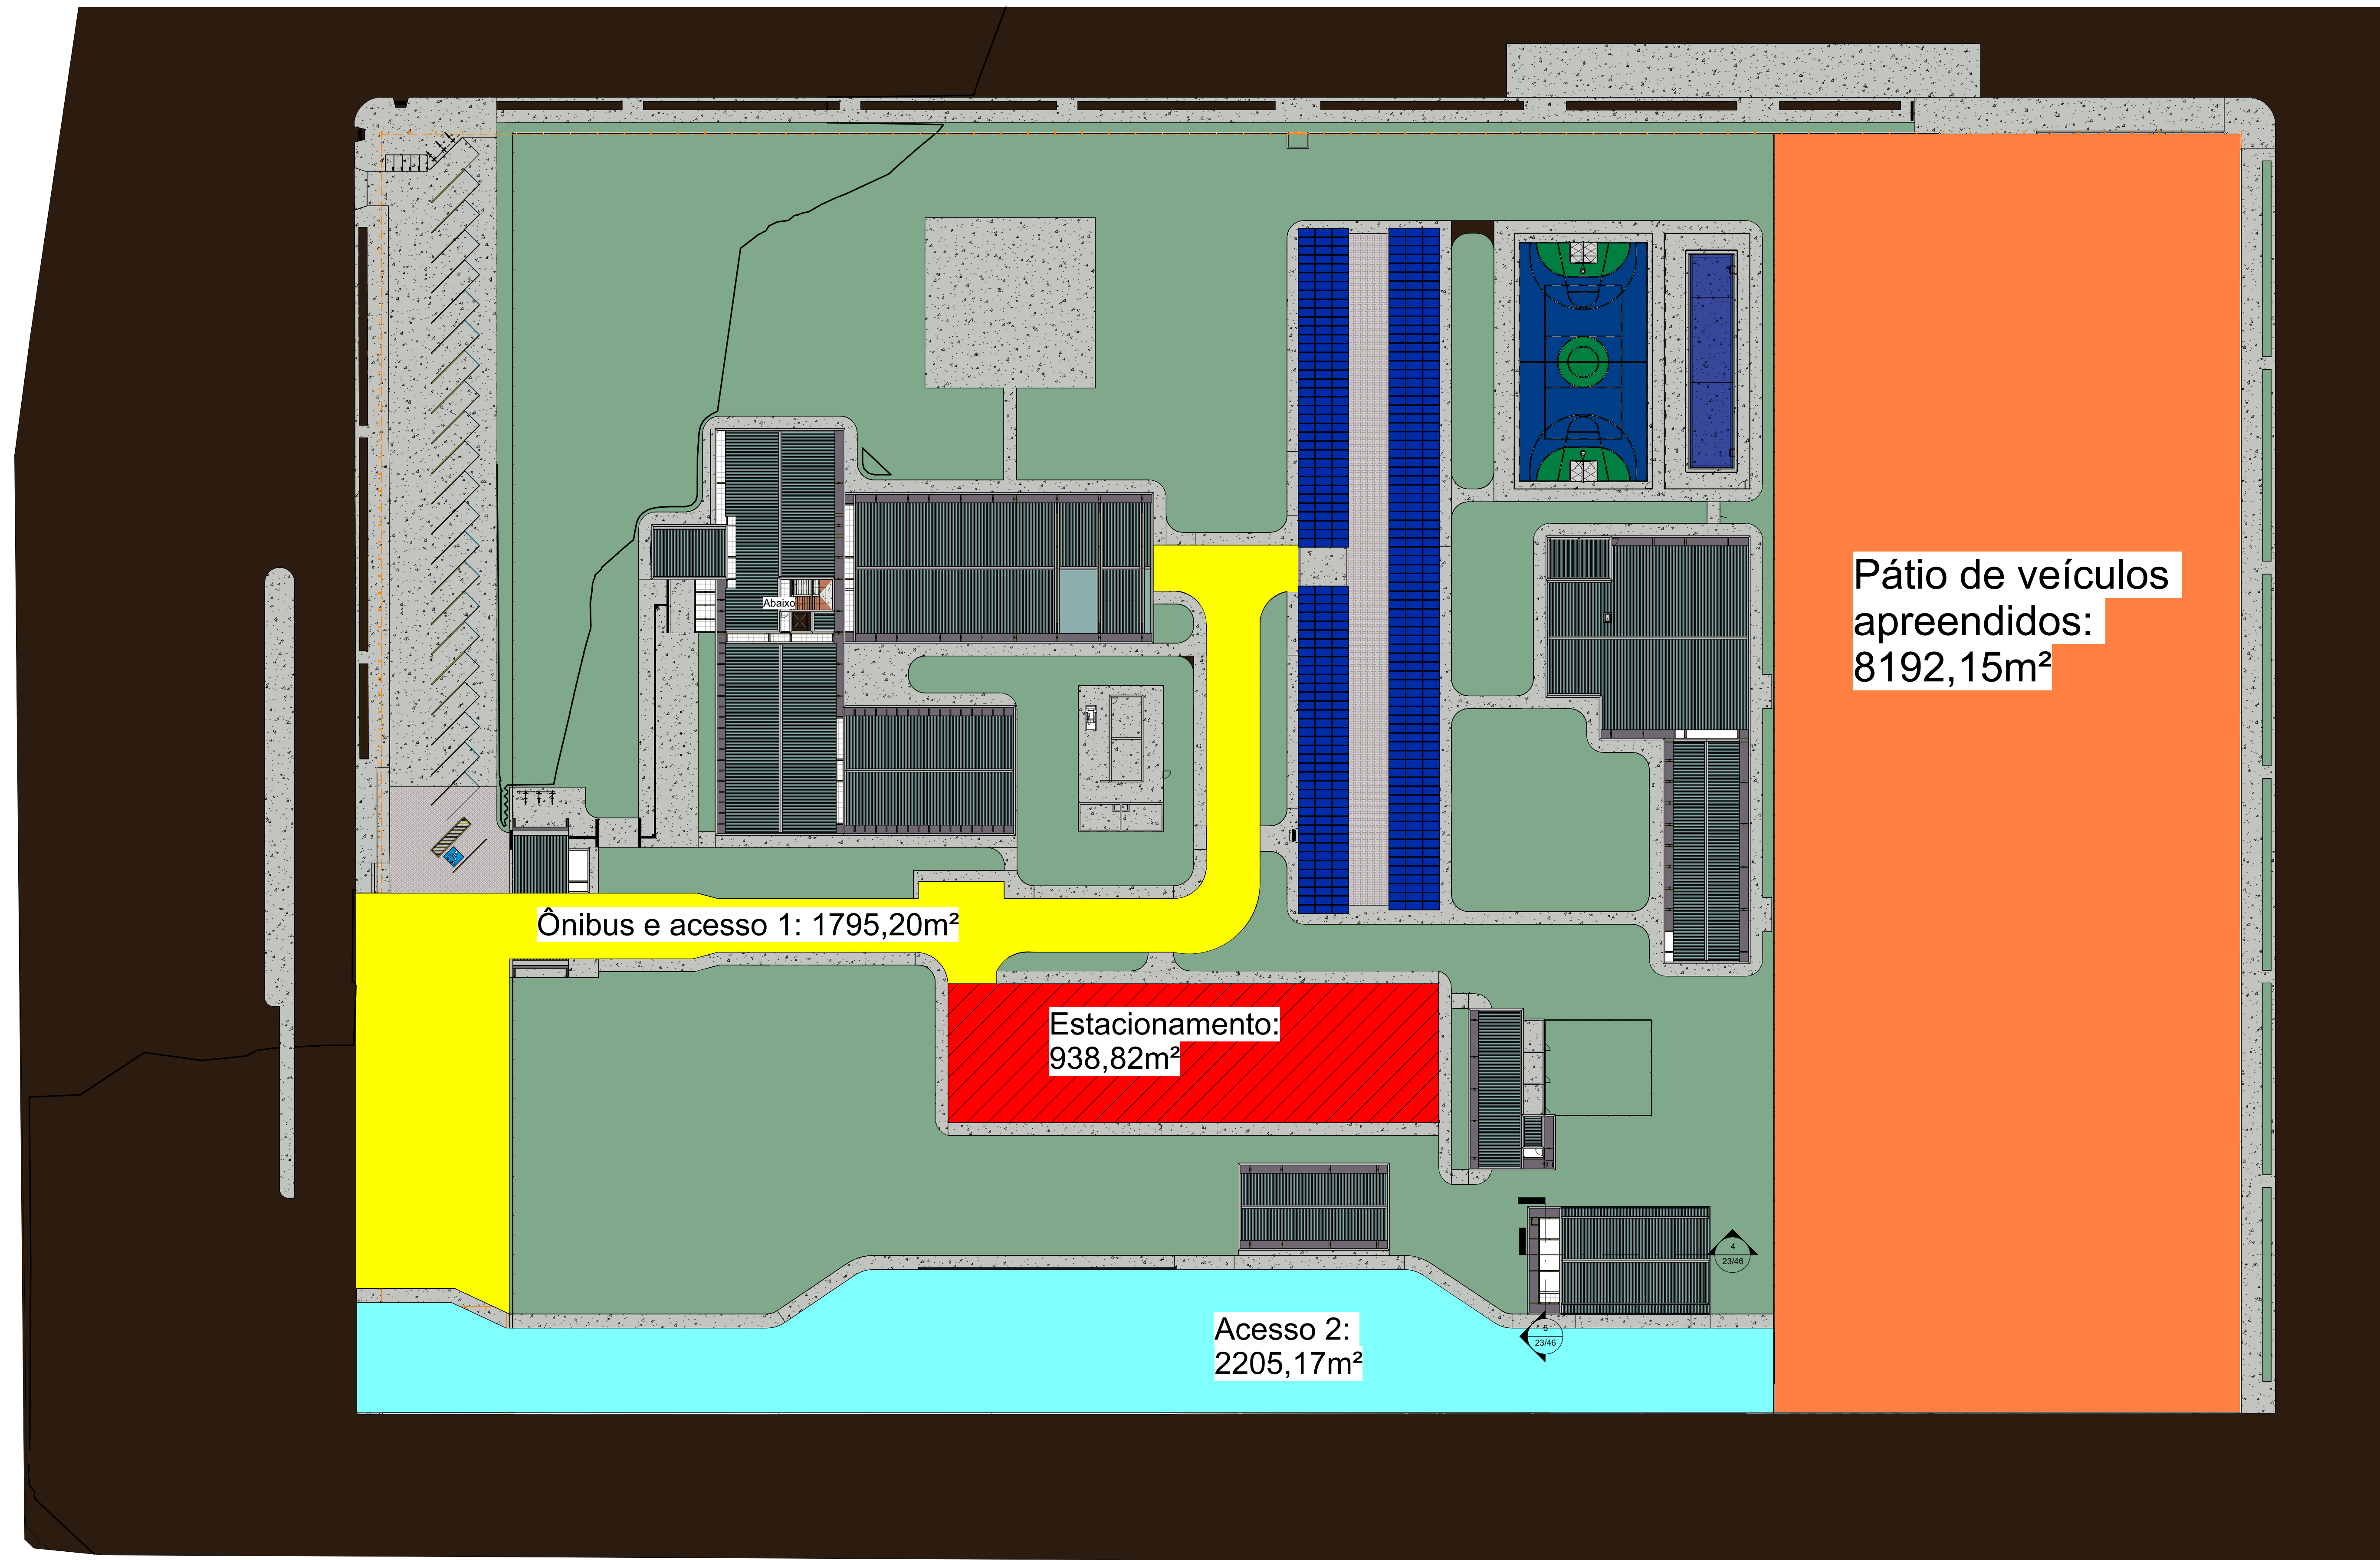 Abaixo
Pátio de veículos
apreendidos:
8192,15m²
Ônibus e acesso 1: 1795,20m²
Estacionamento:
938,82m²
4
23/46
Acesso 2:
2205,17m²
5
23/46